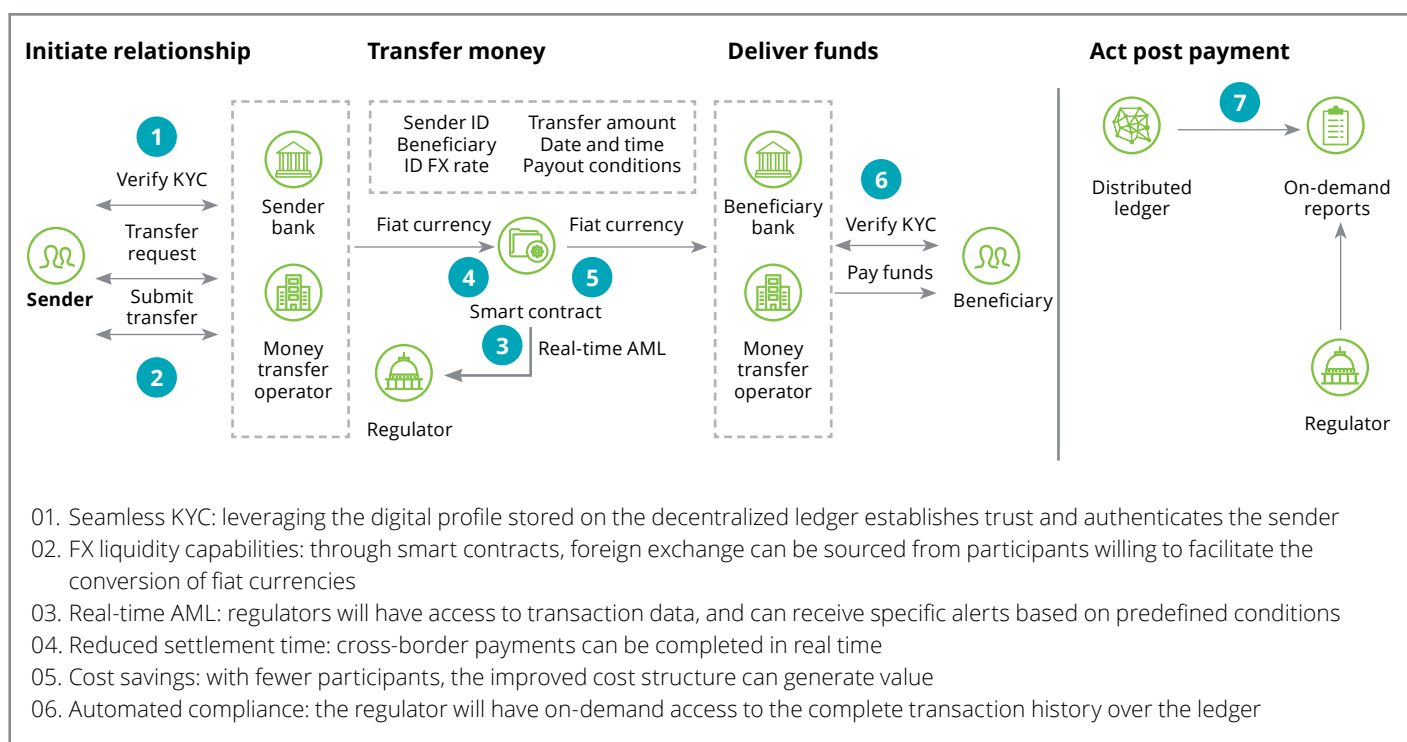 Initiate relationship
Transfer money
Deliver funds
Act post payment
1
Verify KYC
Transfer
request
Sender
Submit
transfer
2
Sender
bank
Money
transfer
operator
Sender ID
Beneficiary
ID FX rate
Transfer amount
Date and time
Payout conditions
Fiat currency
Fiat currency
4
5
Smart contract
3
Real-time AML
Regulator
Beneficiary
bank
Money
transfer
operator
6
Verify KYC
Pay funds
Beneficiary
7
Distributed
ledger
On-demand
reports
Regulator
01. Seamless KYC: leveraging the digital profile stored on the decentralized ledger establishes trust and authenticates the sender
02. FX liquidity capabilities: through smart contracts, foreign exchange can be sourced from participants willing to facilitate the
conversion of fiat currencies
03. Real-time AML: regulators will have access to transaction data, and can receive specific alerts based on predefined conditions
04. Reduced settlement time: cross-border payments can be completed in real time
05. Cost savings: with fewer participants, the improved cost structure can generate value
06. Automated compliance: the regulator will have on-demand access to the complete transaction history over the ledger